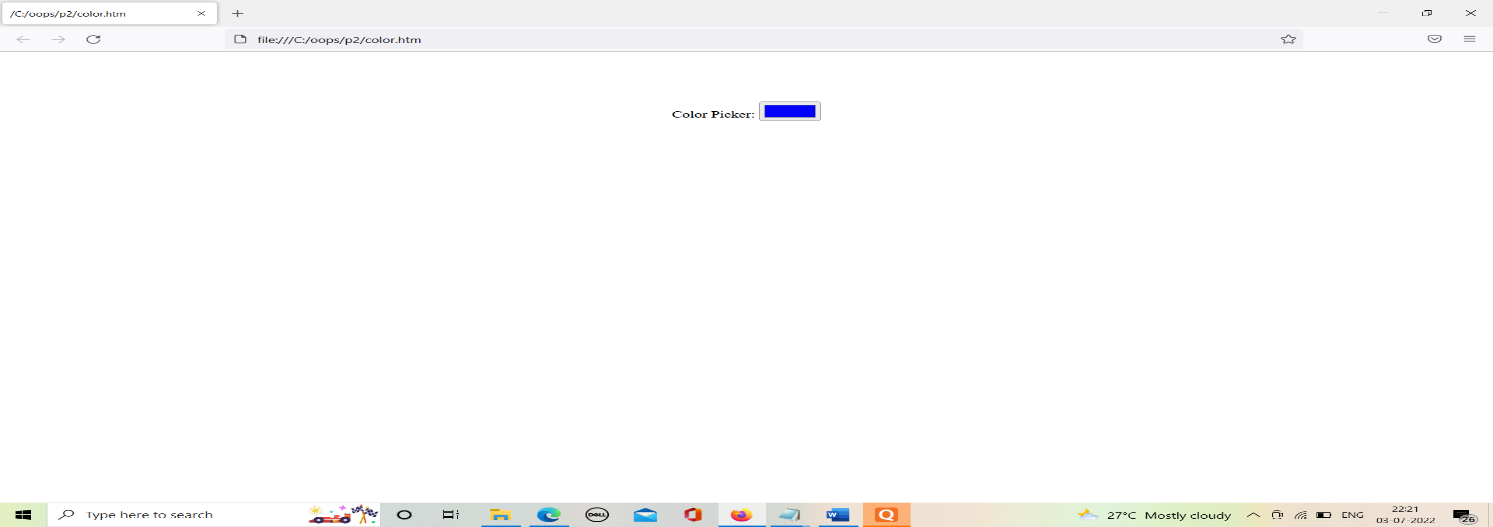 /C:/oops/p2/color.htm
file:///C:/oops/p2/color.htm
Color Picker:
Type here to search
DELL
27°C Mostly cloudy
ENG
22:21
03-07-2022
26